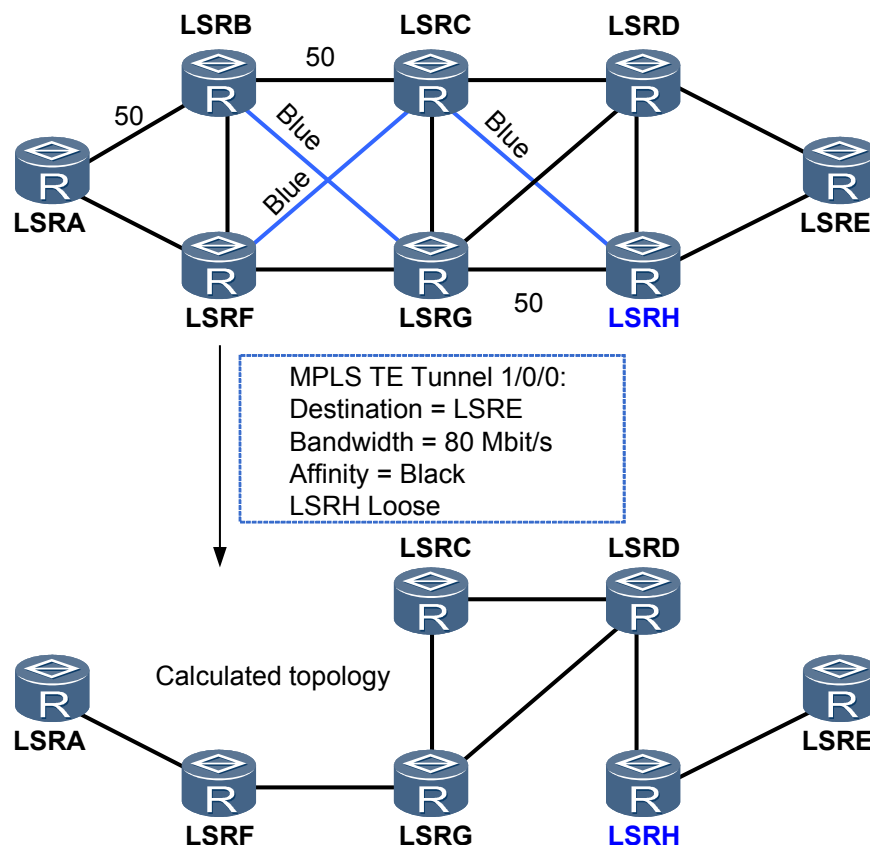 LSRB
LSRC
LSRD
50
50
Blue
Blue
Blue
R
R
R
R
R
LSRA
LSRE
R
R
R
LSRF
LSRG
50
LSRH
MPLS TE Tunnel 1/0/0:
Destination = LSRE
Bandwidth = 80 Mbit/s
Affinity = Black
LSRH Loose
LSRC
LSRD
R
R
Calculated topology
R
R
LSRA
LSRE
R
R
R
LSRF
LSRG
LSRH